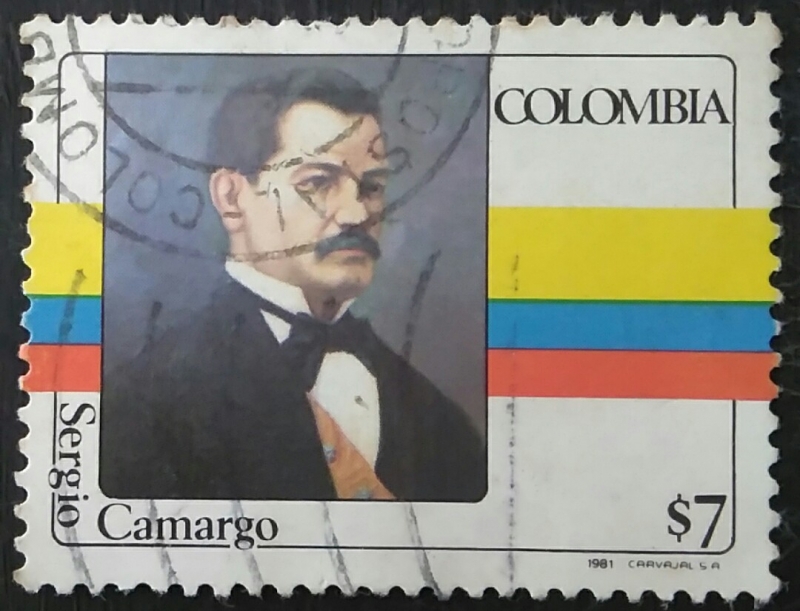 COLOMBIA
Sergio
Camargo
$7
1981 CARVAJAL S A